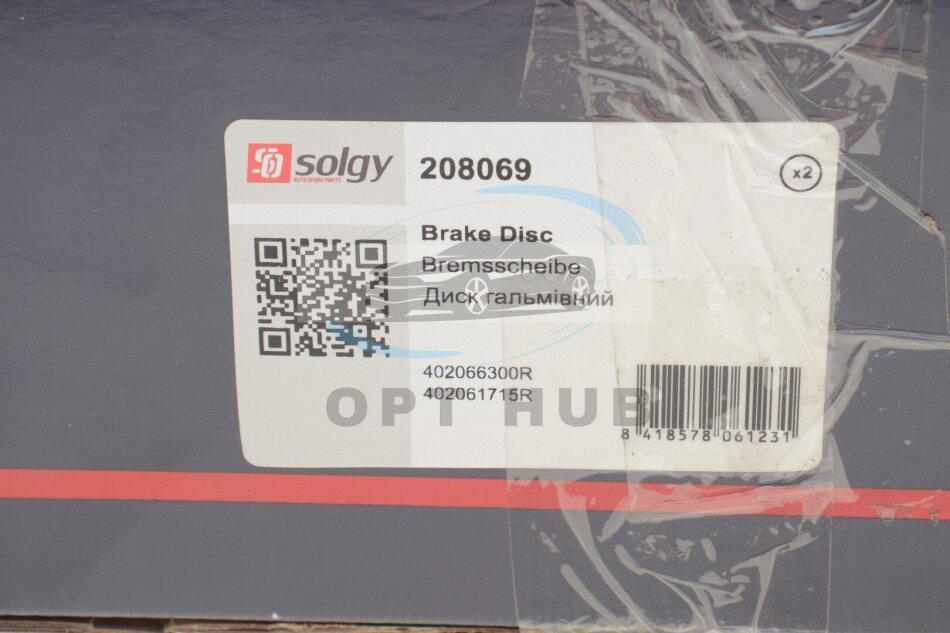 solgy
AUTO SPARE PARTS
208069
x2
Brake Disc
Bremsscheibe
Диск гальмівний
402066300R
402061715R
OPT HUB
8 418578 061231